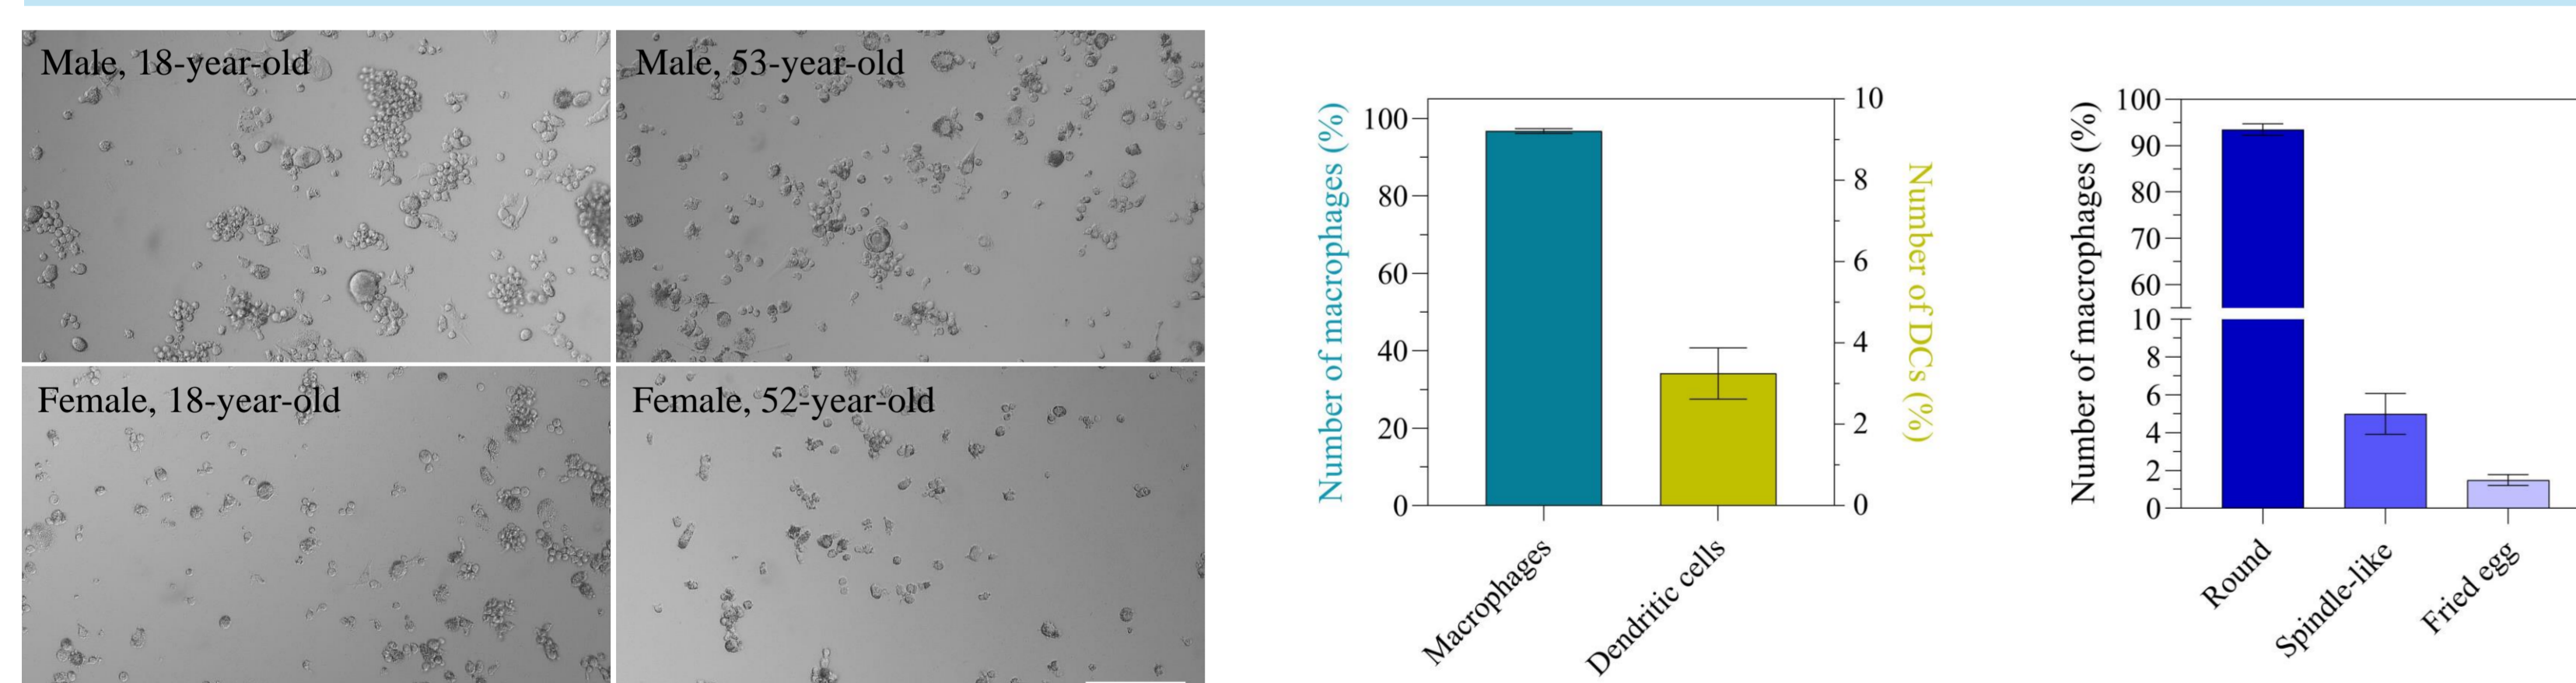 Male, 18-year-old
Male, 53-year-old
Female, 18-year-old
Female, 52-year-old
Number of macrophages (%)
100
80
60
40
20
0
10
8
6
4
2
0
Number of DCs (%)
Macrophages
Dendritic cells
Number of macrophages (%)
100
90
80
70
60
10
8
6
4
2
0
Round
Spindle-like
Fried egg